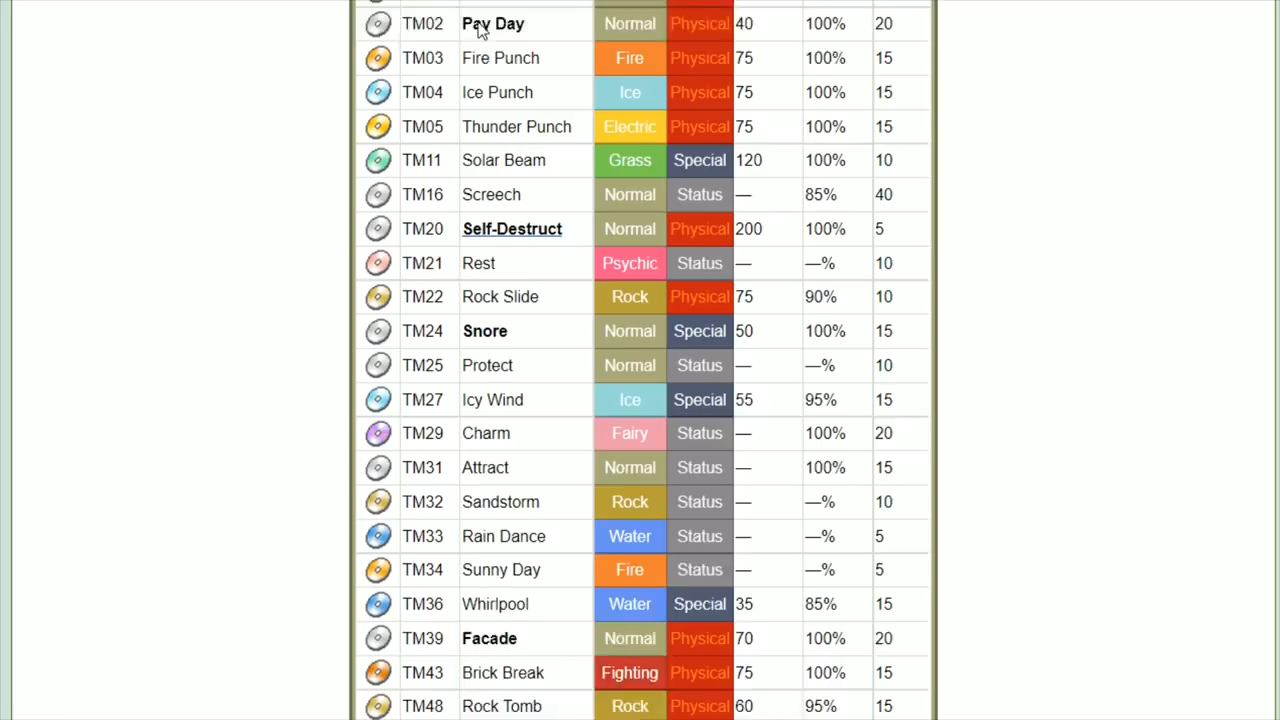 TM02 Pay Day Normal Physical 40 100% 20
TM03 Fire Punch Fire Physical 75 100% 15
TM04 Ice Punch Ice Physical 75 100% 15
TM05 Thunder Punch Electric Physical 75 100% 15
TM11 Solar Beam Grass Special 120 100% 10
TM16 Screech Normal Status — 85% 40
TM20 Self-Destruct Normal Physical 200 100% 5
TM21 Rest Psychic Status — —% 10
TM22 Rock Slide Rock Physical 75 90% 10
TM24 Snore Normal Special 50 100% 15
TM25 Protect Normal Status — —% 10
TM27 Icy Wind Ice Special 55 95% 15
TM29 Charm Fairy Status — 100% 20
TM31 Attract Normal Status — 100% 15
TM32 Sandstorm Rock Status — —% 10
TM33 Rain Dance Water Status — —% 5
TM34 Sunny Day Fire Status — —% 5
TM36 Whirlpool Water Special 35 85% 15
TM39 Facade Normal Physical 70 100% 20
TM43 Brick Break Fighting Physical 75 100% 15
TM48 Rock Tomb Rock Physical 60 95% 15